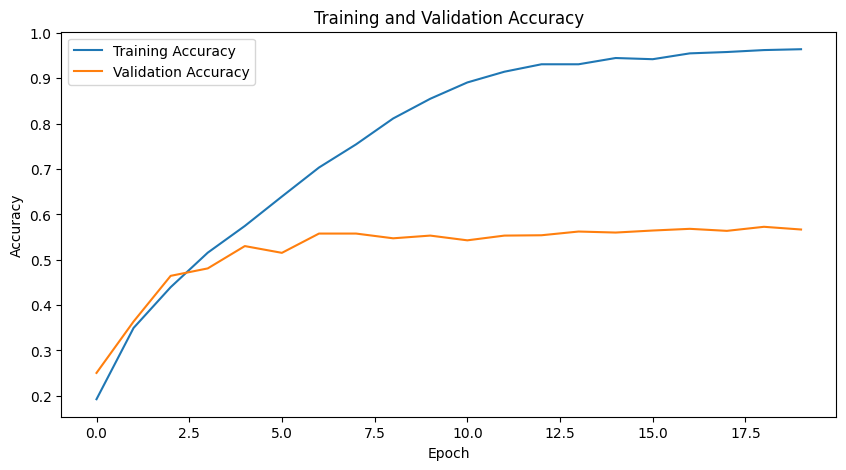 Training and Validation Accuracy
Training Accuracy
Validation Accuracy
1.0
0.9
0.8
0.7
0.6
0.5
0.4
0.3
0.2
Accuracy
0.0 2.5 5.0 7.5 10.0 12.5 15.0 17.5
Epoch